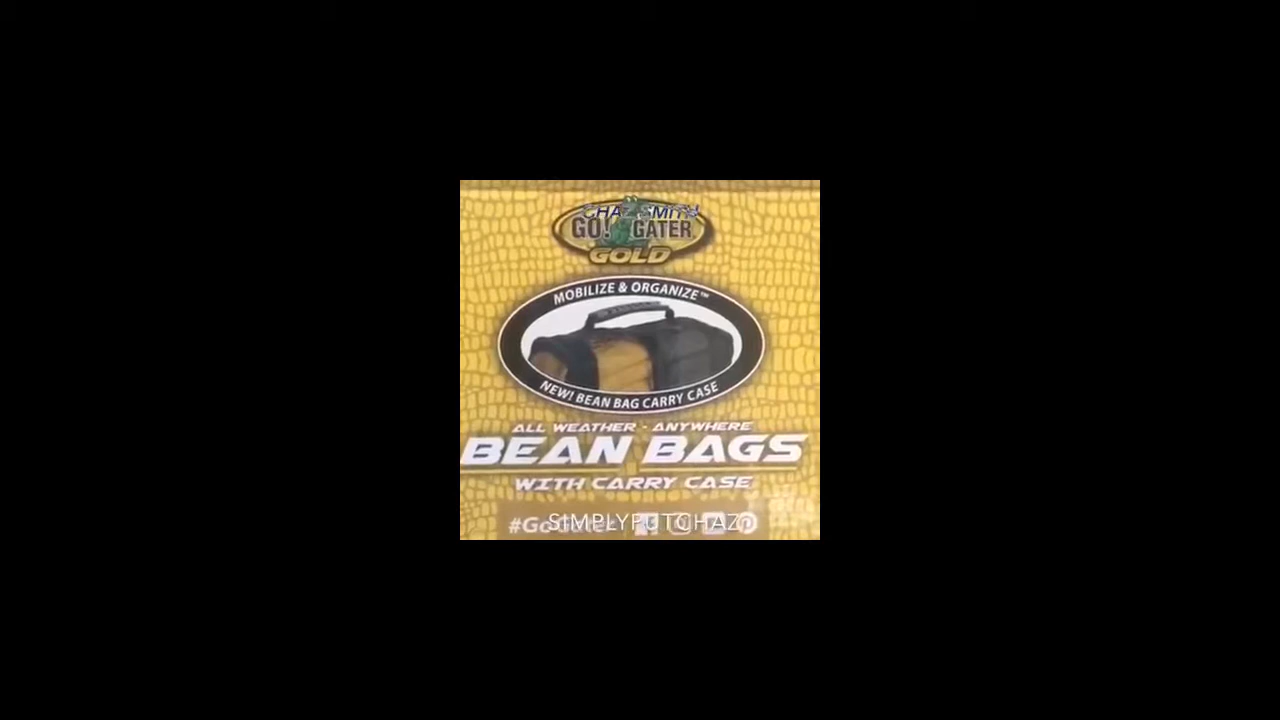 CHAZ SMITH
GO! GATER
GOLD
MOBILIZE & ORGANIZE™
NEW! BEAN BAG CARRY CASE
ALL WEATHER - ANYWHERE
BEAN BAGS
WITH CARRY CASE
#GoGater
SIMPLYPUTCHAZ